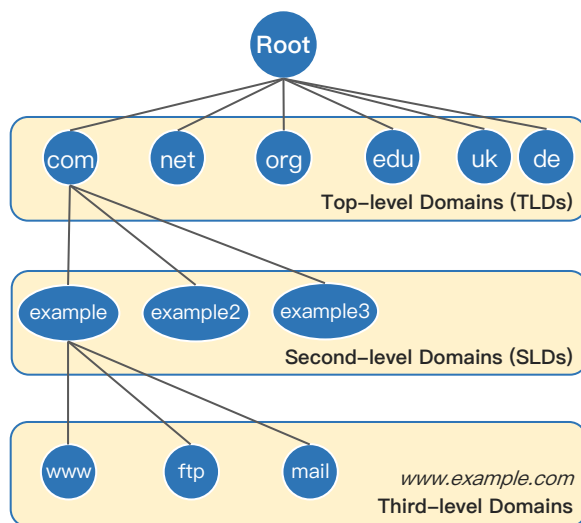 Root
com
net
org
edu
uk
de
Top-level Domains (TLDs)
example
example2
example3
Second-level Domains (SLDs)
www
ftp
mail
www.example.com
Third-level Domains